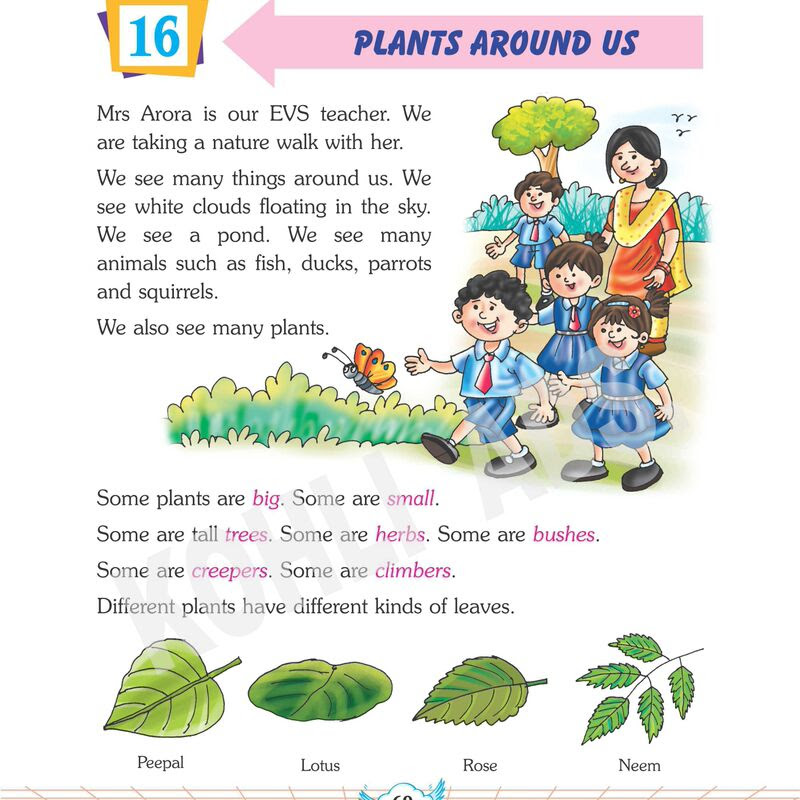 16
PLANTS AROUND US
Mrs Arora is our EVS teacher. We
are taking a nature walk with her.
We see many things around us. We
see white clouds floating in the sky.
We see a pond. We see many
animals such as fish, ducks, parrots
and squirrels.
We also see many plants.
Some plants are big. Some are small.
Some are tall trees. Some are herbs. Some are bushes.
Some are creepers. Some are climbers.
Different plants have different kinds of leaves.
Peepal
Lotus
Rose
Neem
KOHLI